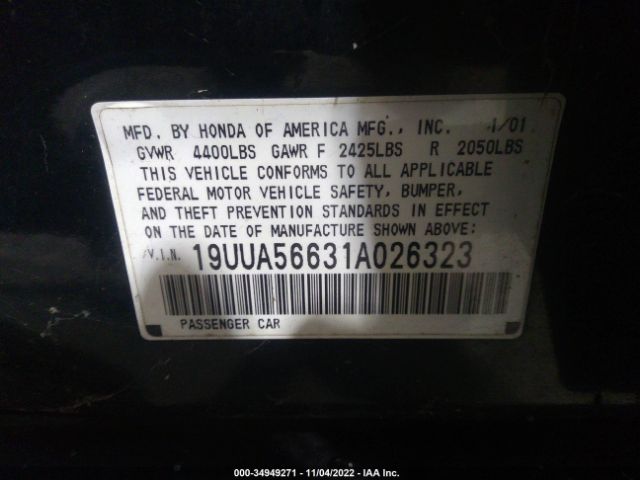 MFD. BY HONDA OF AMERICA MFG., INC. 1/01
GVWR 4400LBS GAWR F 2425LBS R 2050LBS
THIS VEHICLE CONFORMS TO ALL APPLICABLE
FEDERAL MOTOR VEHICLE SAFETY, BUMPER,
AND THEFT PREVENTION STANDARDS IN EFFECT
ON THE DATE OF MANUFACTURE SHOWN ABOVE:
V.I.N. 19UUA56631A026323
PASSENGER CAR
000-34949271 - 11/04/2022 - IAA Inc.